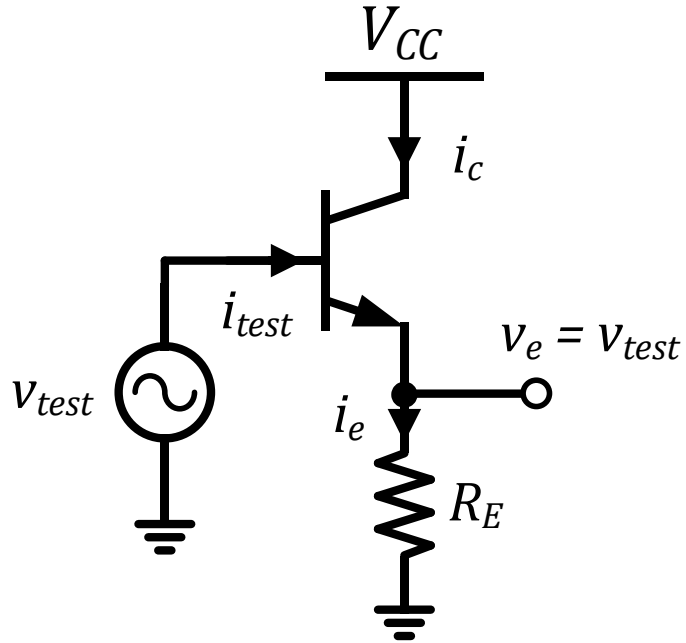 V_CC
i_c
i_test
v_e = v_test
v_test
i_e
R_E